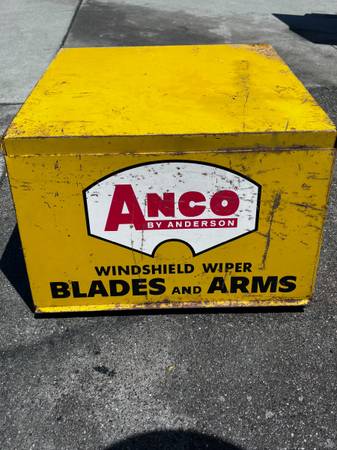 ANCO
BY ANDERSON
WINDSHIELD WIPER
BLADES AND ARMS